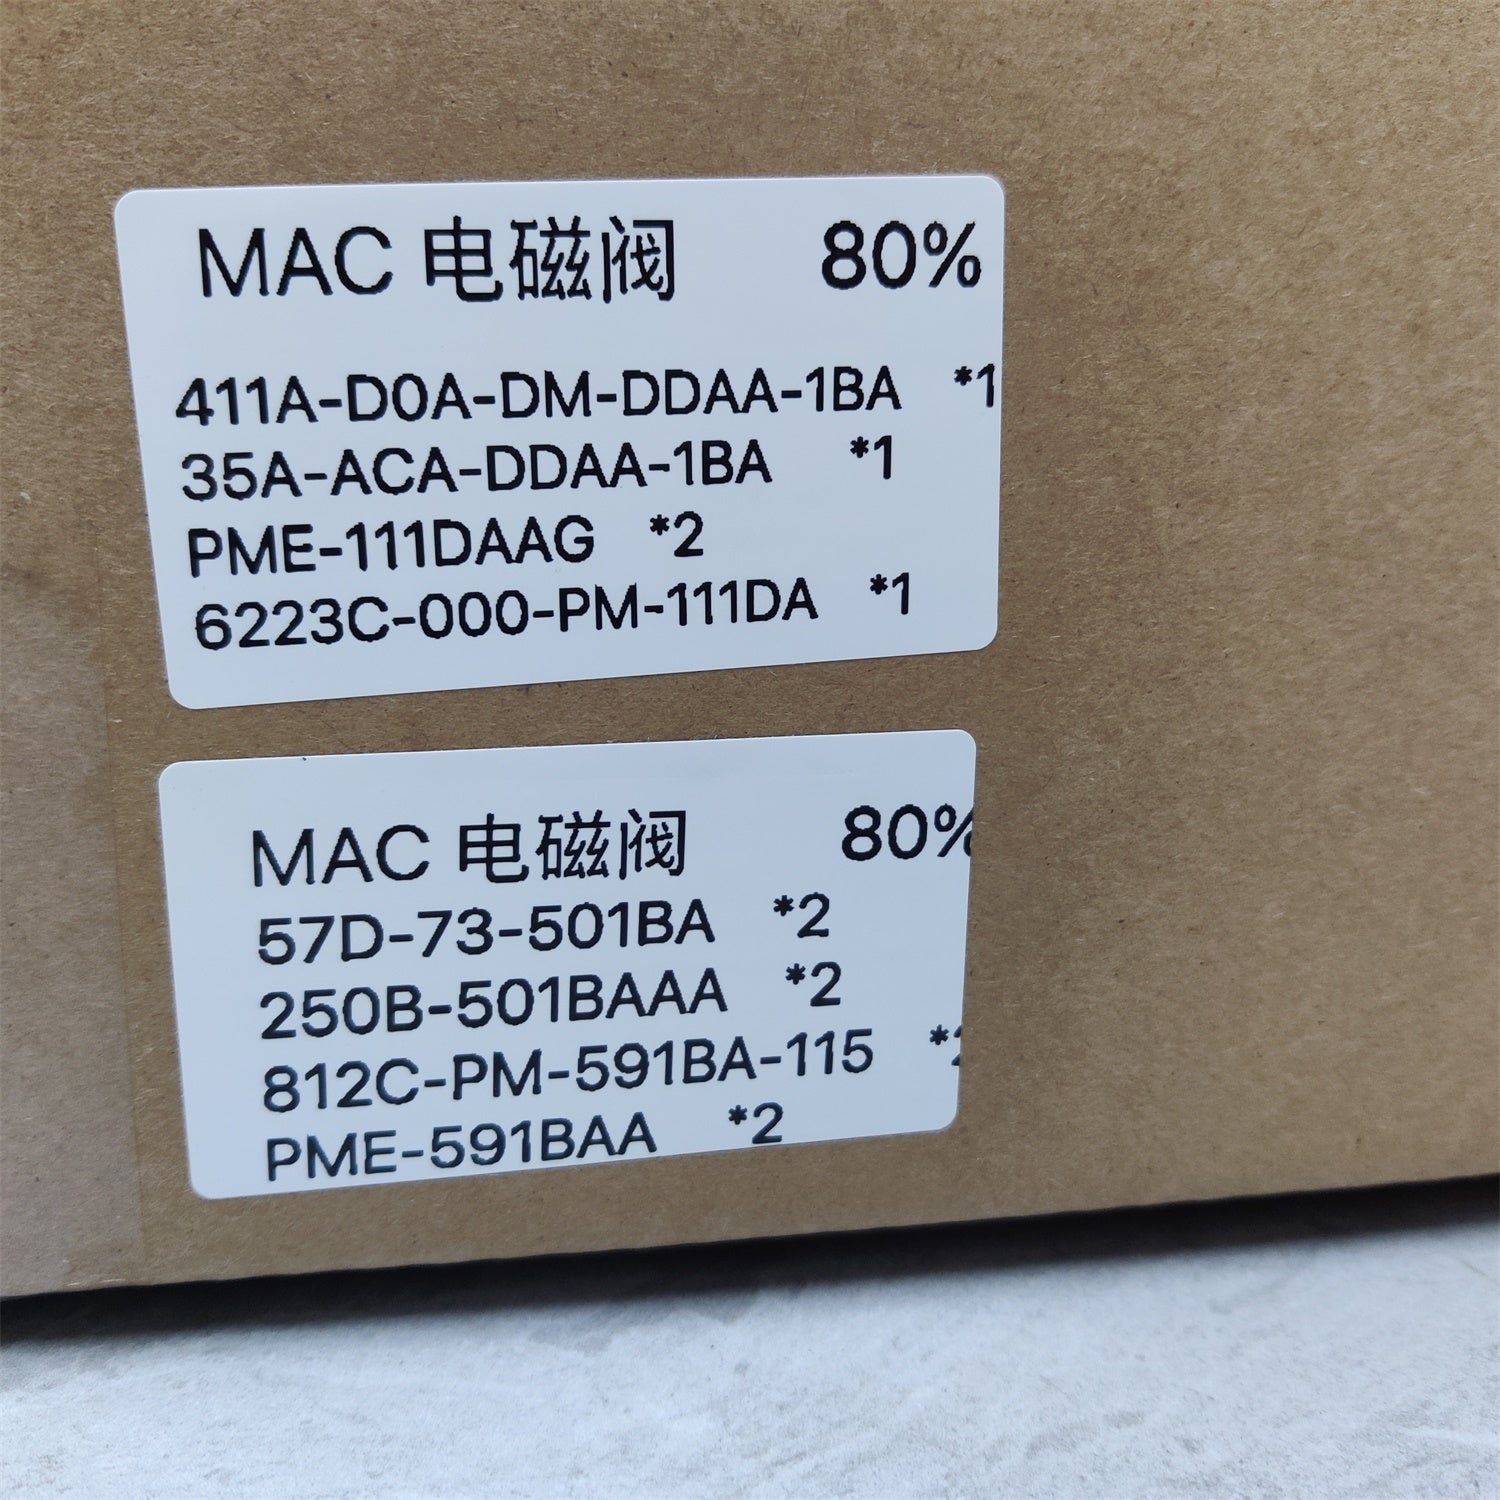 MAC 电磁阀 80%
411A-D0A-DM-DDAA-1BA *1
35A-ACA-DDAA-1BA *1
PME-111DAAG *2
6223C-000-PM-111DA *1
MAC 电磁阀 80%
57D-73-501BA *2
250B-501BAAA *2
812C-PM-591BA-115 *2
PME-591BAA *2